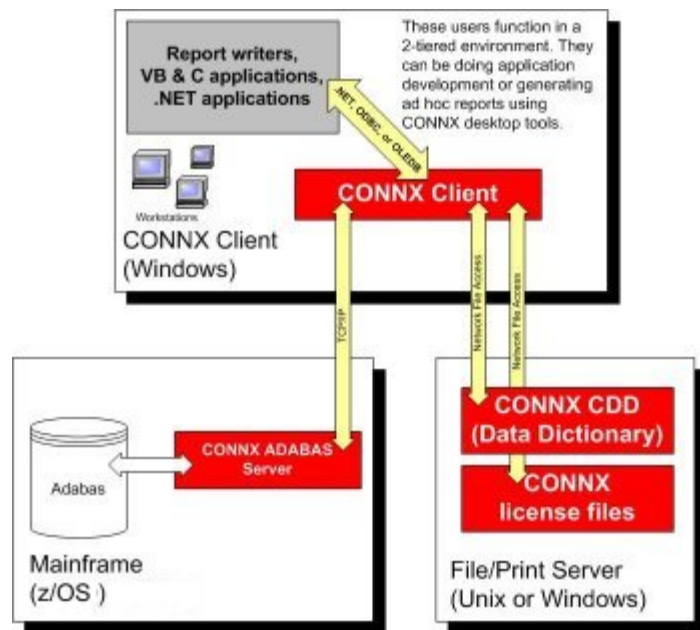 Report writers,
VB & C applications,
.NET applications
These users function in a
2-tiered environment. They
can be doing application
development or generating
ad hoc reports using
CONNX desktop tools.
.NET, ODBC, or OLEDB
Workstations
CONNX Client
CONNX Client
(Windows)
TCP/IP
Network File Access
Network File Access
Adabas
CONNX ADABAS
Server
Mainframe
(z/OS )
CONNX CDD
(Data Dictionary)
CONNX
license files
File/Print Server
(Unix or Windows)